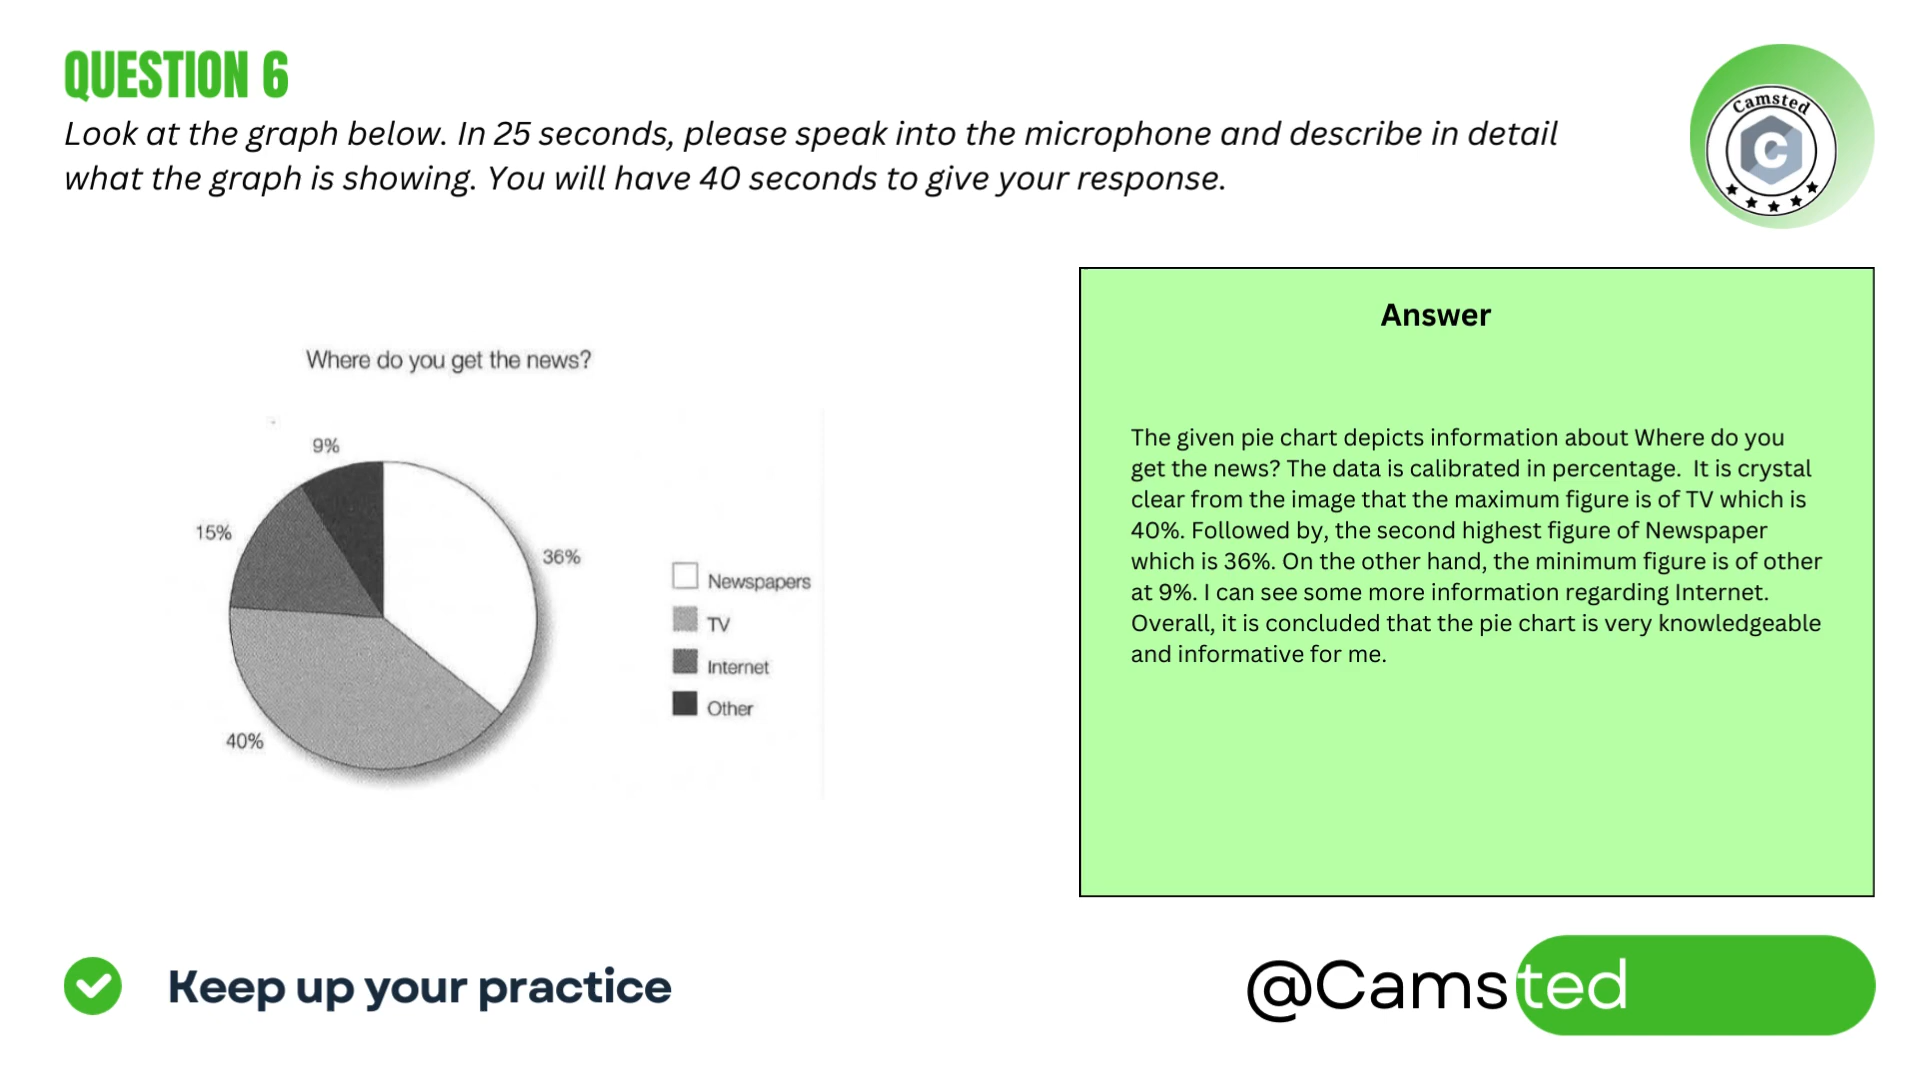 QUESTION 6
Look at the graph below. In 25 seconds, please speak into the microphone and describe in detail
what the graph is showing. You will have 40 seconds to give your response.
Camsted
C
Where do you get the news?
9%
15%
36%
40%
Newspapers
TV
Internet
Other
Answer
The given pie chart depicts information about Where do you
get the news? The data is calibrated in percentage.  It is crystal
clear from the image that the maximum figure is of TV which is
40%. Followed by, the second highest figure of Newspaper
which is 36%. On the other hand, the minimum figure is of other
at 9%. I can see some more information regarding Internet.
Overall, it is concluded that the pie chart is very knowledgeable
and informative for me.
Keep up your practice
@Camsted